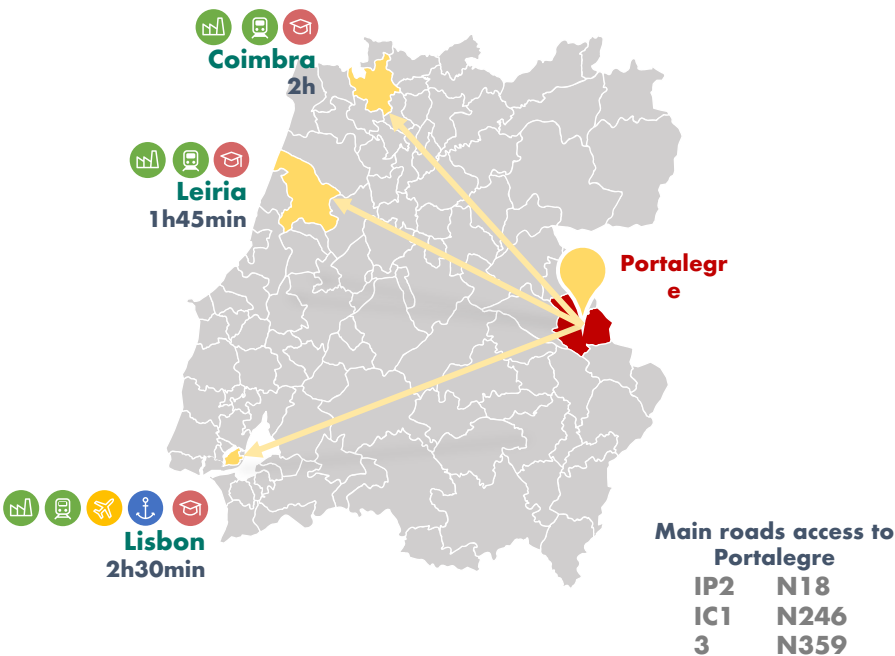 Coimbra
2h
Leiria
1h45min
Portalegr
e
Lisbon
2h30min
Main roads access to
Portalegre
IP2 N18
IC1 N246
3 N359